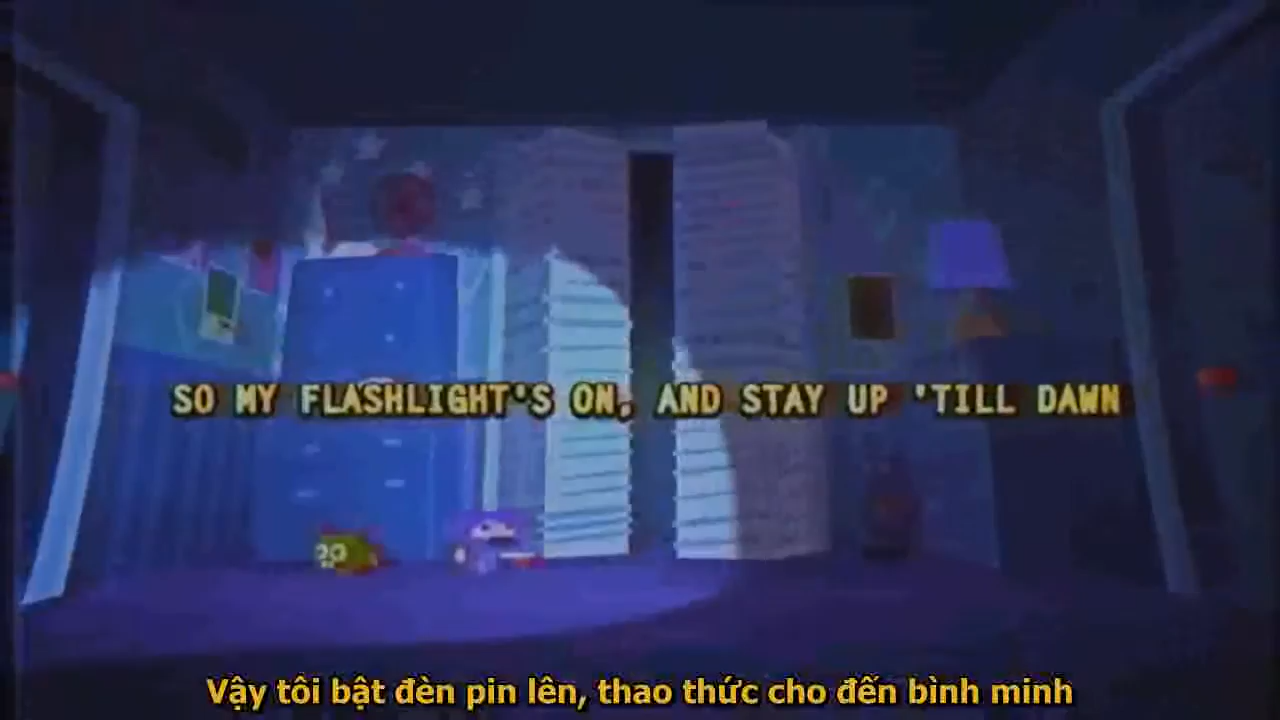 SO MY FLASHLIGHT'S ON, AND STAY UP 'TILL DAWN
Vậy tôi bật đèn pin lên, thao thức cho đến bình minh